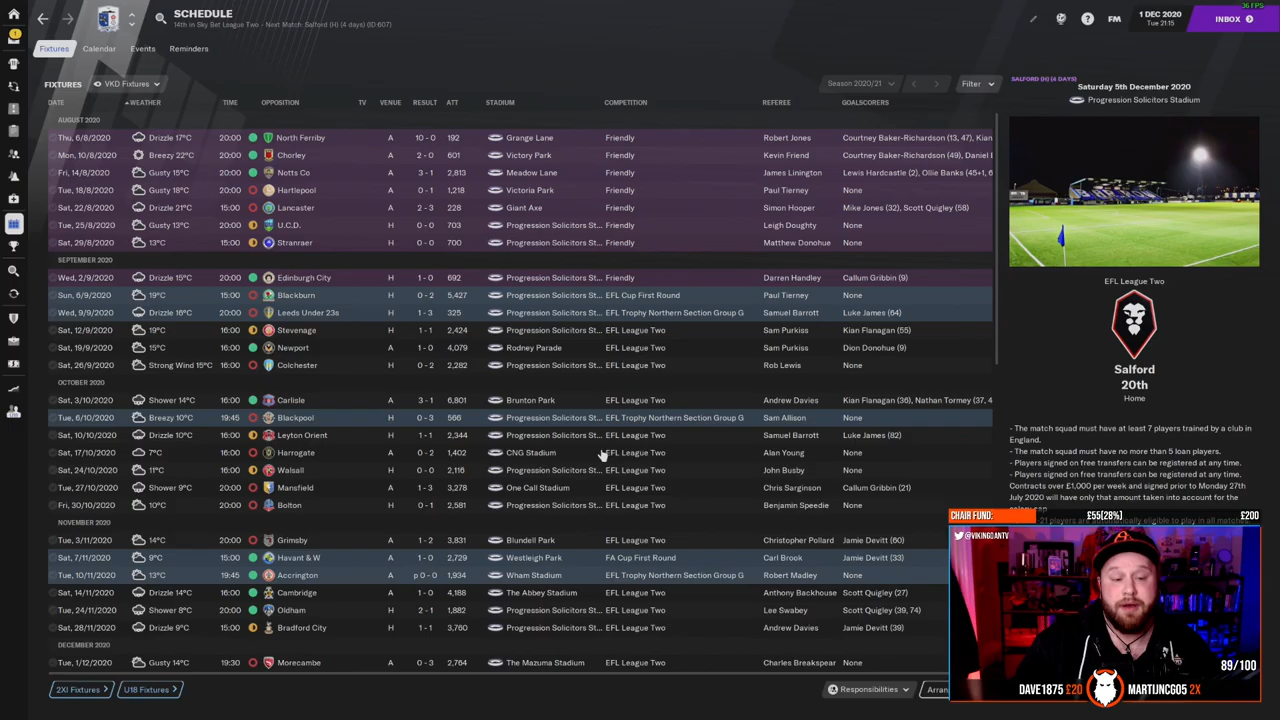 36 FPS
SCHEDULE
14th in Sky Bet League Two - Next Match: Salford (H) (4 days) (ID:607)
FM
1 DEC 2020
Tue 21:15
INBOX
Fixtures Calendar Events Reminders
FIXTURES VKD Fixtures Season 2020/21 Filter
DATE WEATHER TIME OPPOSITION TV VENUE RESULT ATT STADIUM COMPETITION REFEREE GOALSCORERS
AUGUST 2020
Thu, 6/8/2020 Drizzle 17°C 20:00 North Ferriby A 10 - 0 192 Grange Lane Friendly Robert Jones Courtney Baker-Richardson (13, 47), Kian
Mon, 10/8/2020 Breezy 22°C 20:00 Chorley A 2 - 0 601 Victory Park Friendly Kevin Friend Courtney Baker-Richardson (49), Daniel
Fri, 14/8/2020 Gusty 15°C 20:00 Notts Co A 3 - 1 2,813 Meadow Lane Friendly James Linington Lewis Hardcastle (2), Ollie Banks (45+1, 6
Tue, 18/8/2020 Gusty 18°C 20:00 Hartlepool A 0 - 1 1,218 Victoria Park Friendly Paul Tierney None
Sat, 22/8/2020 Drizzle 21°C 20:00 Lancaster A 2 - 3 228 Giant Axe Friendly Simon Hooper Mike Jones (32), Scott Quigley (58)
Tue, 25/8/2020 Gusty 13°C 20:00 U.C.D. H 0 - 0 703 Progression Solicitors St... Friendly Leigh Doughty None
Sat, 29/8/2020 13°C 15:00 Stranraer H 0 - 0 700 Progression Solicitors St... Friendly Matthew Donohue None
SEPTEMBER 2020
Wed, 2/9/2020 Drizzle 15°C 20:00 Edinburgh City H 1 - 0 692 Progression Solicitors St... Friendly Darren Handley Callum Gribbin (9)
Sun, 6/9/2020 19°C 15:00 Blackburn H 0 - 2 5,427 Progression Solicitors St... EFL Cup First Round Paul Tierney None
Wed, 9/9/2020 Drizzle 16°C 20:00 Leeds Under 23s H 1 - 3 325 Progression Solicitors St... EFL Trophy Northern Section Group G Samuel Barrott Luke James (64)
Sat, 12/9/2020 19°C 16:00 Stevenage H 1 - 1 2,424 Progression Solicitors St... EFL League Two Sam Purkiss Kian Flanagan (55)
Sat, 19/9/2020 15°C 16:00 Newport A 1 - 0 4,079 Rodney Parade EFL League Two Sam Purkiss Dion Donohue (9)
Sat, 26/9/2020 Strong Wind 15°C 16:00 Colchester H 0 - 2 2,282 Progression Solicitors St... EFL League Two Rob Lewis None
OCTOBER 2020
Sat, 3/10/2020 Shower 14°C 16:00 Carlisle A 3 - 1 6,801 Brunton Park EFL League Two Andrew Davies Kian Flanagan (36), Nathan Tormey (37, 4
Tue, 6/10/2020 Breezy 10°C 19:45 Blackpool H 0 - 3 566 Progression Solicitors St... EFL Trophy Northern Section Group G Sam Allison None
Sat, 10/10/2020 Drizzle 10°C 16:00 Leyton Orient H 1 - 1 2,344 Progression Solicitors St... EFL League Two Samuel Barrott Luke James (82)
Sat, 17/10/2020 7°C 16:00 Harrogate A 0 - 2 1,402 CNG Stadium EFL League Two Alan Young None
Sat, 24/10/2020 11°C 16:00 Walsall H 0 - 0 2,116 Progression Solicitors St... EFL League Two John Busby None
Tue, 27/10/2020 Shower 9°C 20:00 Mansfield A 1 - 3 3,278 One Call Stadium EFL League Two Chris Sarginson Callum Gribbin (21)
Fri, 30/10/2020 10°C 20:00 Bolton H 0 - 1 2,581 Progression Solicitors St... EFL League Two Benjamin Speedie None
NOVEMBER 2020
Tue, 3/11/2020 14°C 20:00 Grimsby A 1 - 2 3,831 Blundell Park EFL League Two Christopher Pollard Jamie Devitt (60)
Sat, 7/11/2020 9°C 15:00 Havant & W A 1 - 0 2,729 Westleigh Park FA Cup First Round Carl Brook Jamie Devitt (33)
Tue, 10/11/2020 13°C 19:45 Accrington A p 0 - 0 1,934 Wham Stadium EFL Trophy Northern Section Group G Robert Madley None
Sat, 14/11/2020 Drizzle 14°C 16:00 Cambridge A 1 - 0 4,188 The Abbey Stadium EFL League Two Anthony Backhouse Scott Quigley (27)
Tue, 24/11/2020 Shower 8°C 20:00 Oldham H 2 - 1 1,882 Progression Solicitors St... EFL League Two Lee Swabey Scott Quigley (39, 74)
Sat, 28/11/2020 Drizzle 9°C 15:00 Bradford City H 1 - 1 3,760 Progression Solicitors St... EFL League Two Andrew Davies Jamie Devitt (39)
DECEMBER 2020
Tue, 1/12/2020 Gusty 14°C 19:30 Morecambe A 0 - 3 2,764 The Mazuma Stadium EFL League Two Charles Breakspear None
2XI Fixtures U18 Fixtures Responsibilities
SALFORD (H) (4 DAYS)
Saturday 5th December 2020
Progression Solicitors Stadium
EFL League Two
Salford
20th
Home
- The match squad must have at least 7 players trained by a club in
England.
- The match squad must have no more than 5 loan players.
- Players signed on free transfers can be registered at any time.
- Players signed on free transfers can be registered at any time.
Contracts over £1,000 per week and signed prior to Monday 27th
July 2020 will have only that amount taken into account for the
CHAIR FUND: £55(28%) £200
@VIKINGDANTV
89/100
DAVE1875 £20 MARTIJNCG05 2X